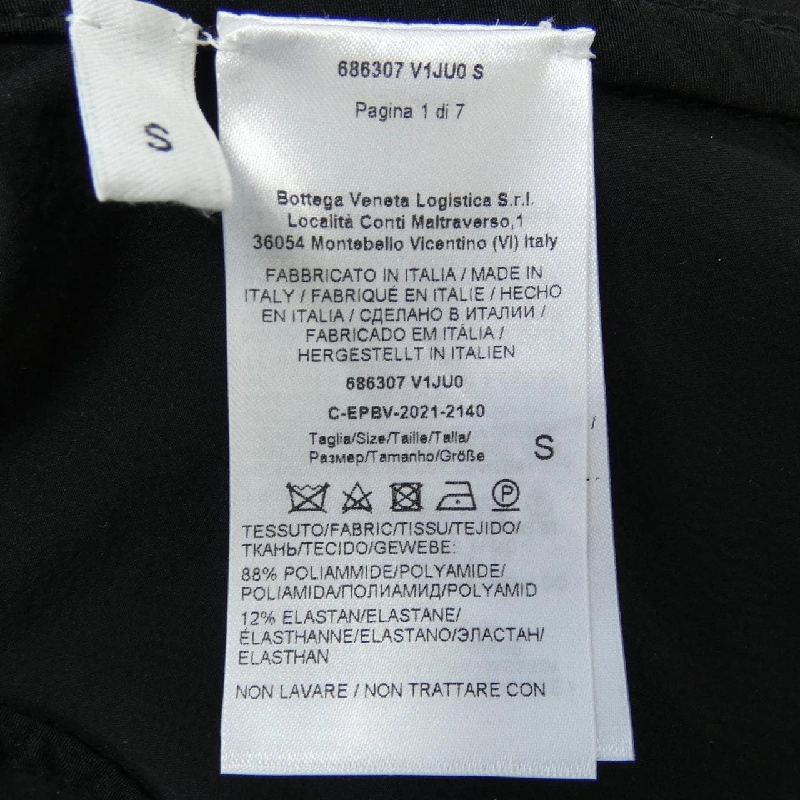 S
686307 V1JU0 S
Pagina 1 di 7
Bottega Veneta Logistica S.r.l.
Località Conti Maltraverso,1
36054 Montebello Vicentino (VI) Italy
FABBRICATO IN ITALIA / MADE IN
ITALY / FABRIQUÉ EN ITALIE / HECHO
EN ITALIA / СДЕЛАНО В ИТАЛИИ /
FABRICADO EM ITÁLIA /
HERGESTELLT IN ITALIEN
686307 V1JU0
C-EPBV-2021-2140
Taglia/Size/Taille/Talla/
Размер/Tamanho/Größe
S
P
TESSUTO/FABRIC/TISSU/TEJIDO/
ТКАНЬ/TECIDO/GEWEBE:
88% POLIAMMIDE/POLYAMIDE/
POLIAMIDA/ПОЛИАМИД/POLYAMID
12% ELASTAN/ELASTANE/
ÉLASTHANNE/ELASTANO/ЭЛАСТАН/
ELASTHAN
NON LAVARE / NON TRATTARE CON